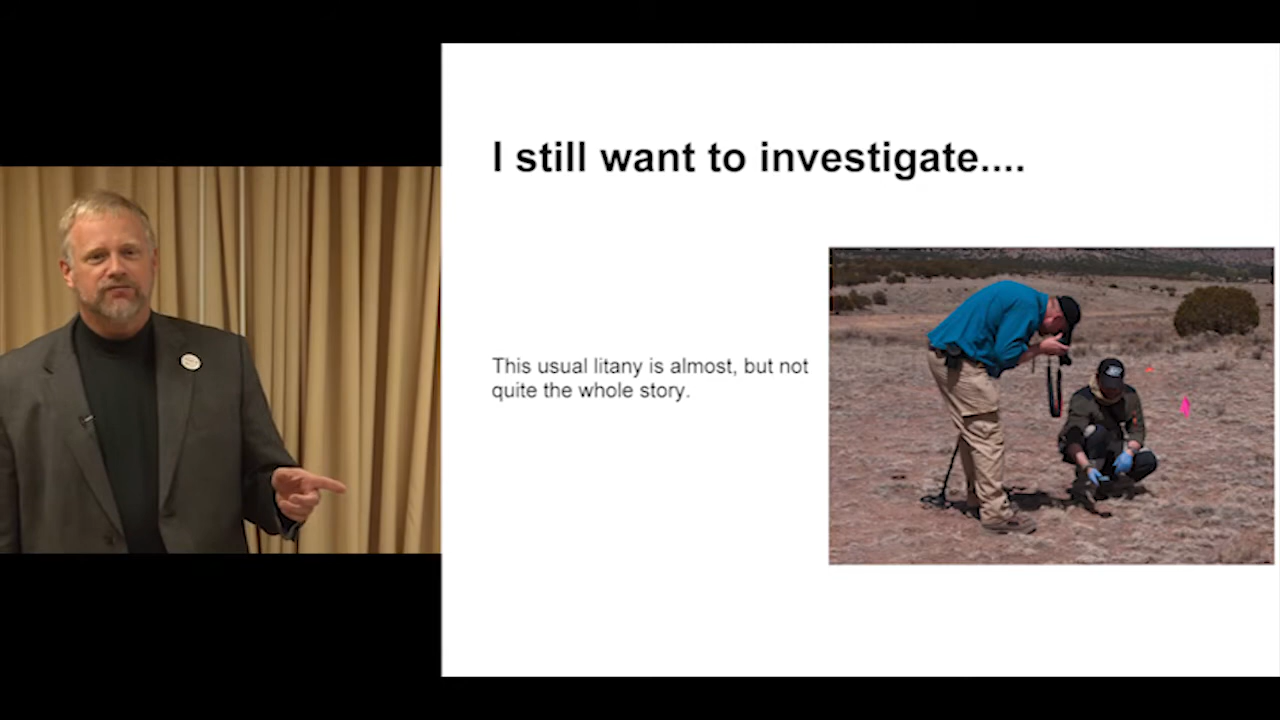 I still want to investigate....
This usual litany is almost, but not
quite the whole story.